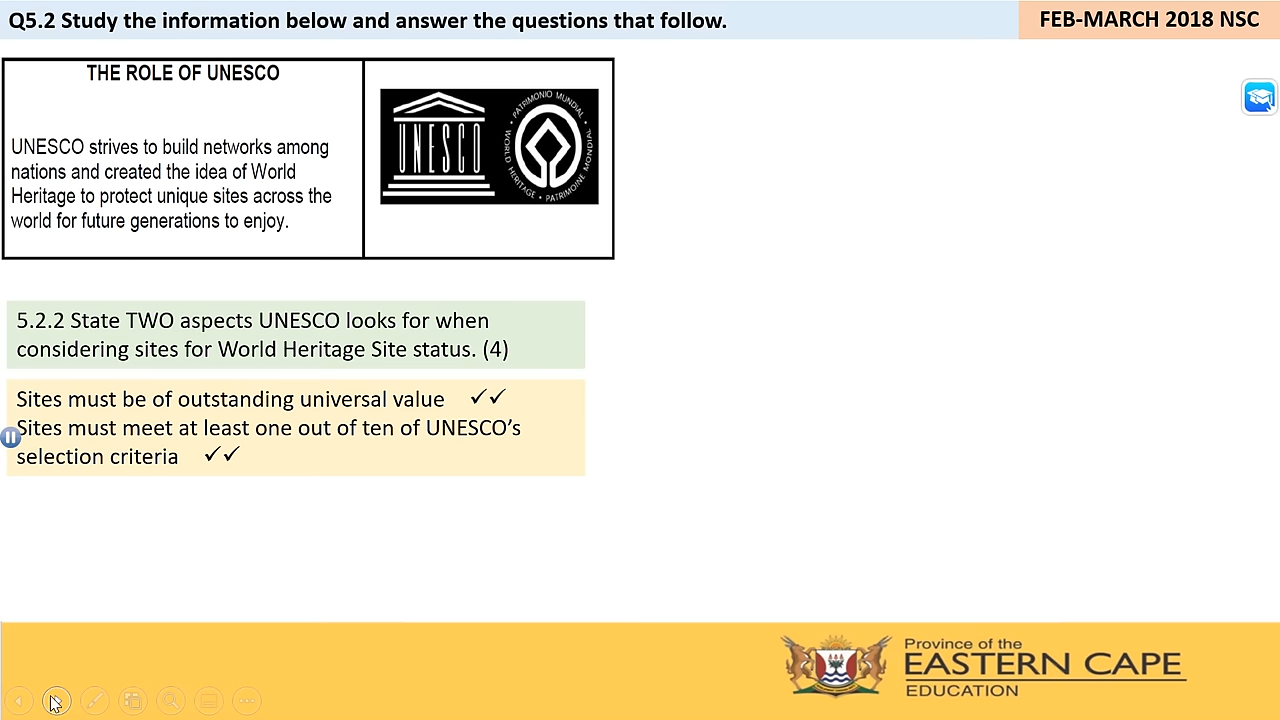 Q5.2 Study the information below and answer the questions that follow.
FEB-MARCH 2018 NSC
THE ROLE OF UNESCO
UNESCO strives to build networks among
nations and created the idea of World
Heritage to protect unique sites across the
world for future generations to enjoy.
UNESCO
PATRIMONIO MUNDIAL • WORLD HERITAGE • PATRIMOINE MONDIAL •
5.2.2 State TWO aspects UNESCO looks for when
considering sites for World Heritage Site status. (4)
Sites must be of outstanding universal value ✓✓
Sites must meet at least one out of ten of UNESCO’s
selection criteria ✓✓
Province of the
EASTERN CAPE
EDUCATION